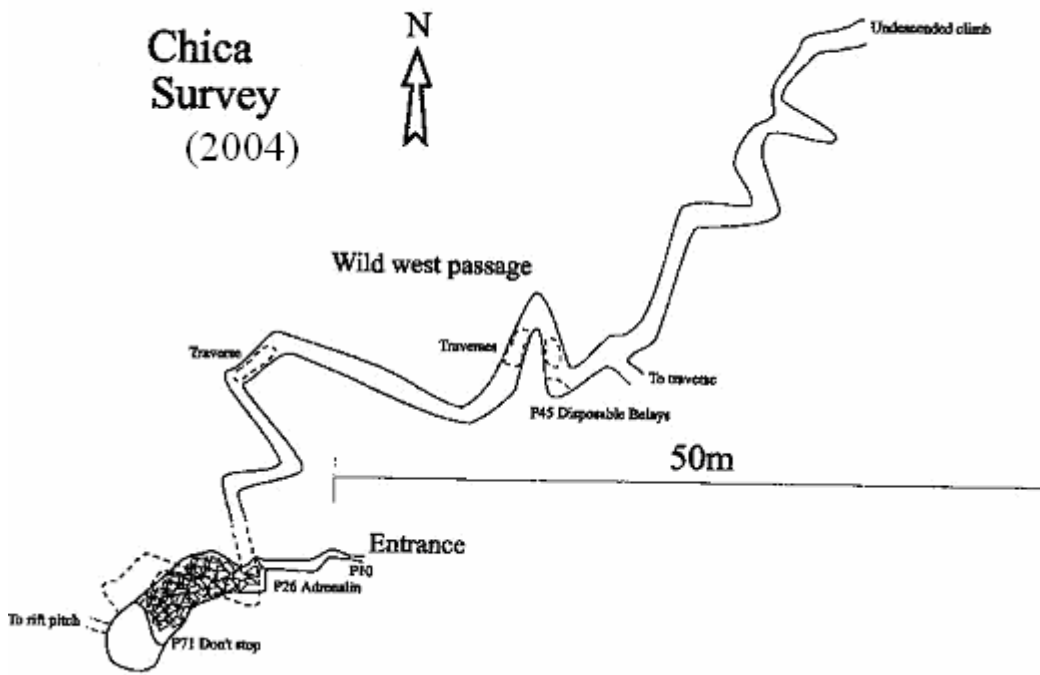 Chica
Survey
(2004)
N
Undescended climb
Wild west passage
Traverse
Traverses
To traverse
P45 Disposable Belays
50m
Entrance
P10
P26 Adrenalin
To rift pitch
P71 Don't stop